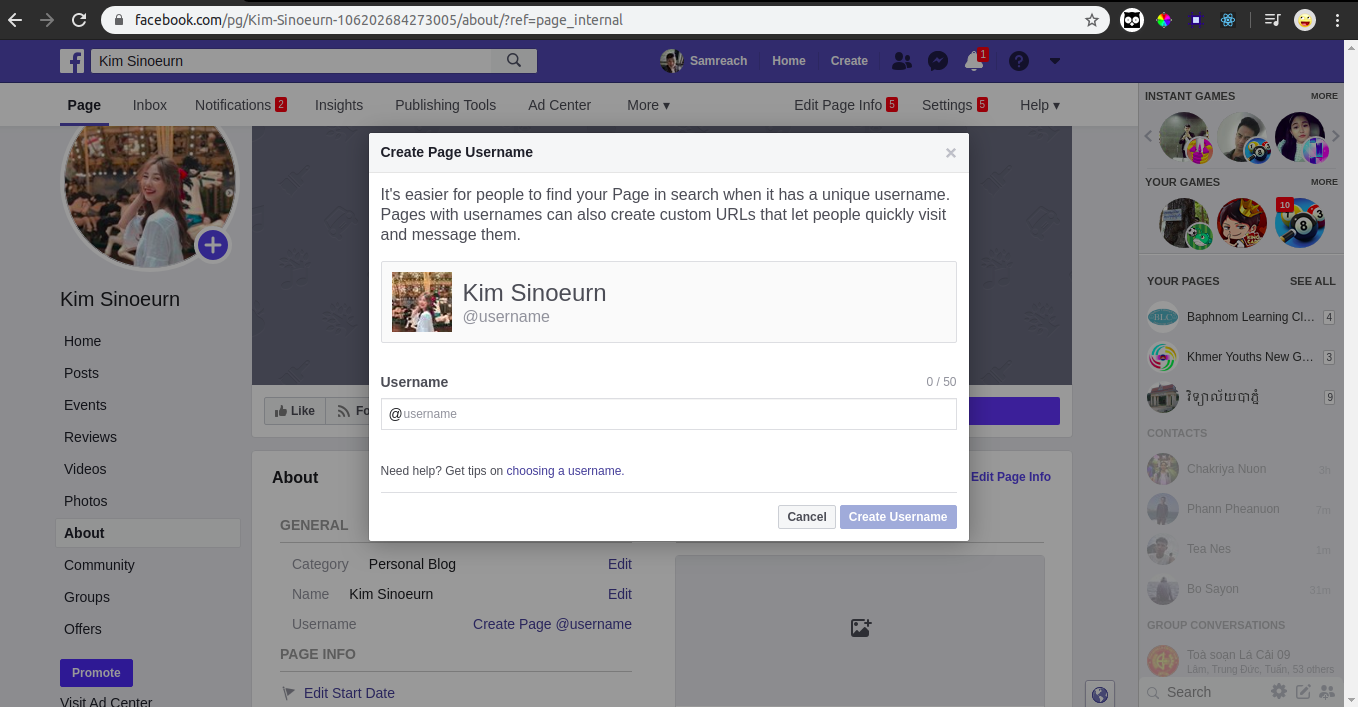 facebook.com/pg/Kim-Sinoeurn-106202684273005/about/?ref=page_internal
Kim Sinoeurn
Samreach
Home
Create
1
Page
Inbox
Notifications 2
Insights
Publishing Tools
Ad Center
More ▾
Edit Page Info 5
Settings 5
Help ▾
Kim Sinoeurn
Home
Posts
Events
Reviews
Videos
Photos
About
Community
Groups
Offers
Promote
Visit Ad Center
Create Page Username
It's easier for people to find your Page in search when it has a unique username.
Pages with usernames can also create custom URLs that let people quickly visit
and message them.
Kim Sinoeurn
@username
Username 0 / 50
@username
Need help? Get tips on choosing a username.
Cancel
Create Username
Like
Fo
About
Edit Page Info
GENERAL
Category Personal Blog Edit
Name Kim Sinoeurn Edit
Username Create Page @username
PAGE INFO
Edit Start Date
INSTANT GAMES MORE
YOUR GAMES MORE
10
YOUR PAGES SEE ALL
BLC
Baphnom Learning Cl... 4
Khmer Youths New G... 3
វិទ្យាល័យបាភ្នំ 9
CONTACTS
Chakriya Nuon 3h
Phann Pheanuon 7m
Tea Nes 1m
Bo Sayon 31m
GROUP CONVERSATIONS
Toà soạn Lá Cải 09
Lâm, Trung Đức, Tuấn, 53 others
Search